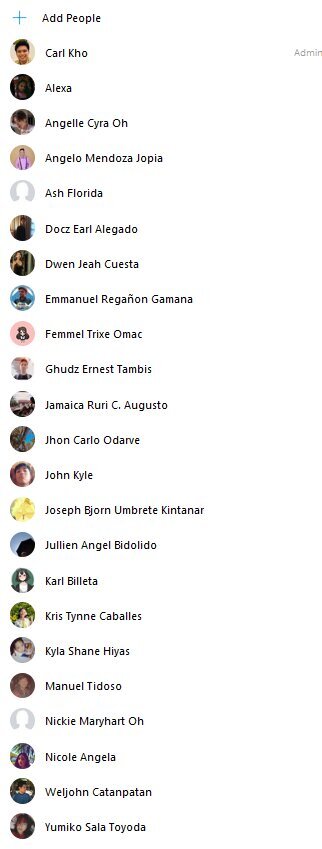 Add People
Carl Kho Admin
Alexa
Angelle Cyra Oh
Angelo Mendoza Jopia
Ash Florida
Docz Earl Alegado
Dwen Jeah Cuesta
Emmanuel Regañon Gamana
Femmel Trixe Omac
Ghudz Ernest Tambis
Jamaica Ruri C. Augusto
Jhon Carlo Odarve
John Kyle
Joseph Bjorn Umbrete Kintanar
Jullien Angel Bidolido
Karl Billeta
Kris Tynne Caballes
Kyla Shane Hiyas
Manuel Tidoso
Nickie Maryhart Oh
Nicole Angela
Weljohn Catanpatan
Yumiko Sala Toyoda